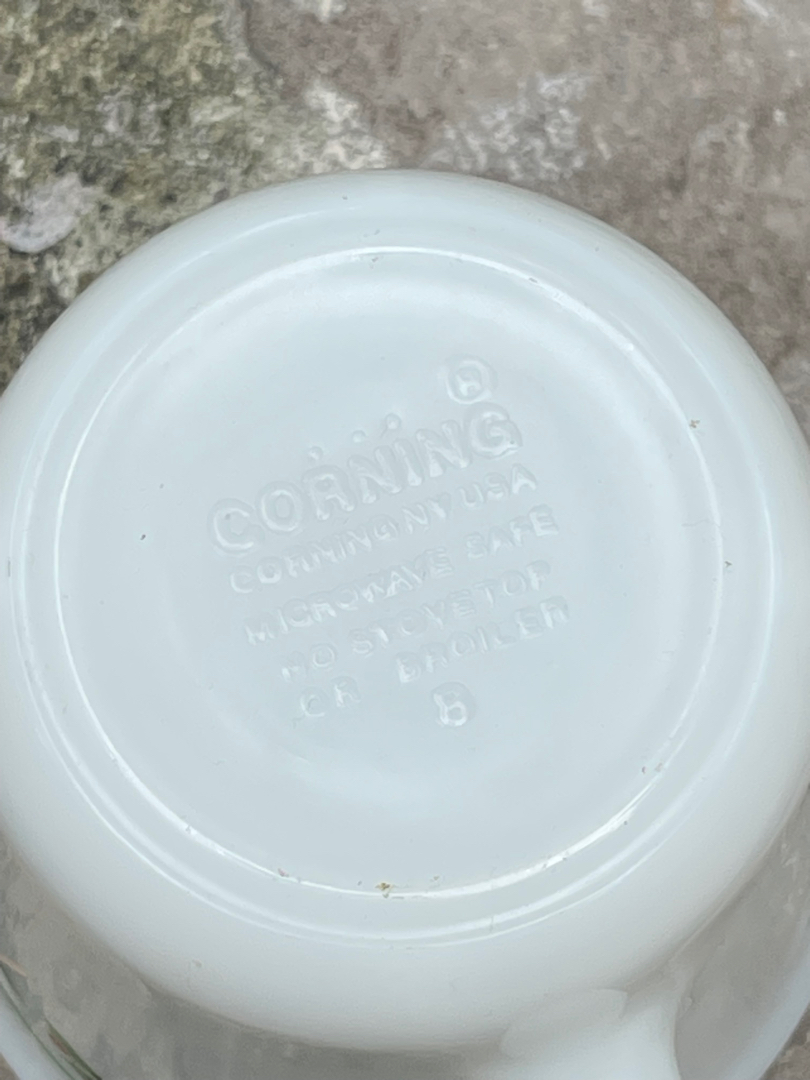 CORNING
CORNING NY USA
MICROWAVE SAFE
NO STOVETOP
OR BROILER
B